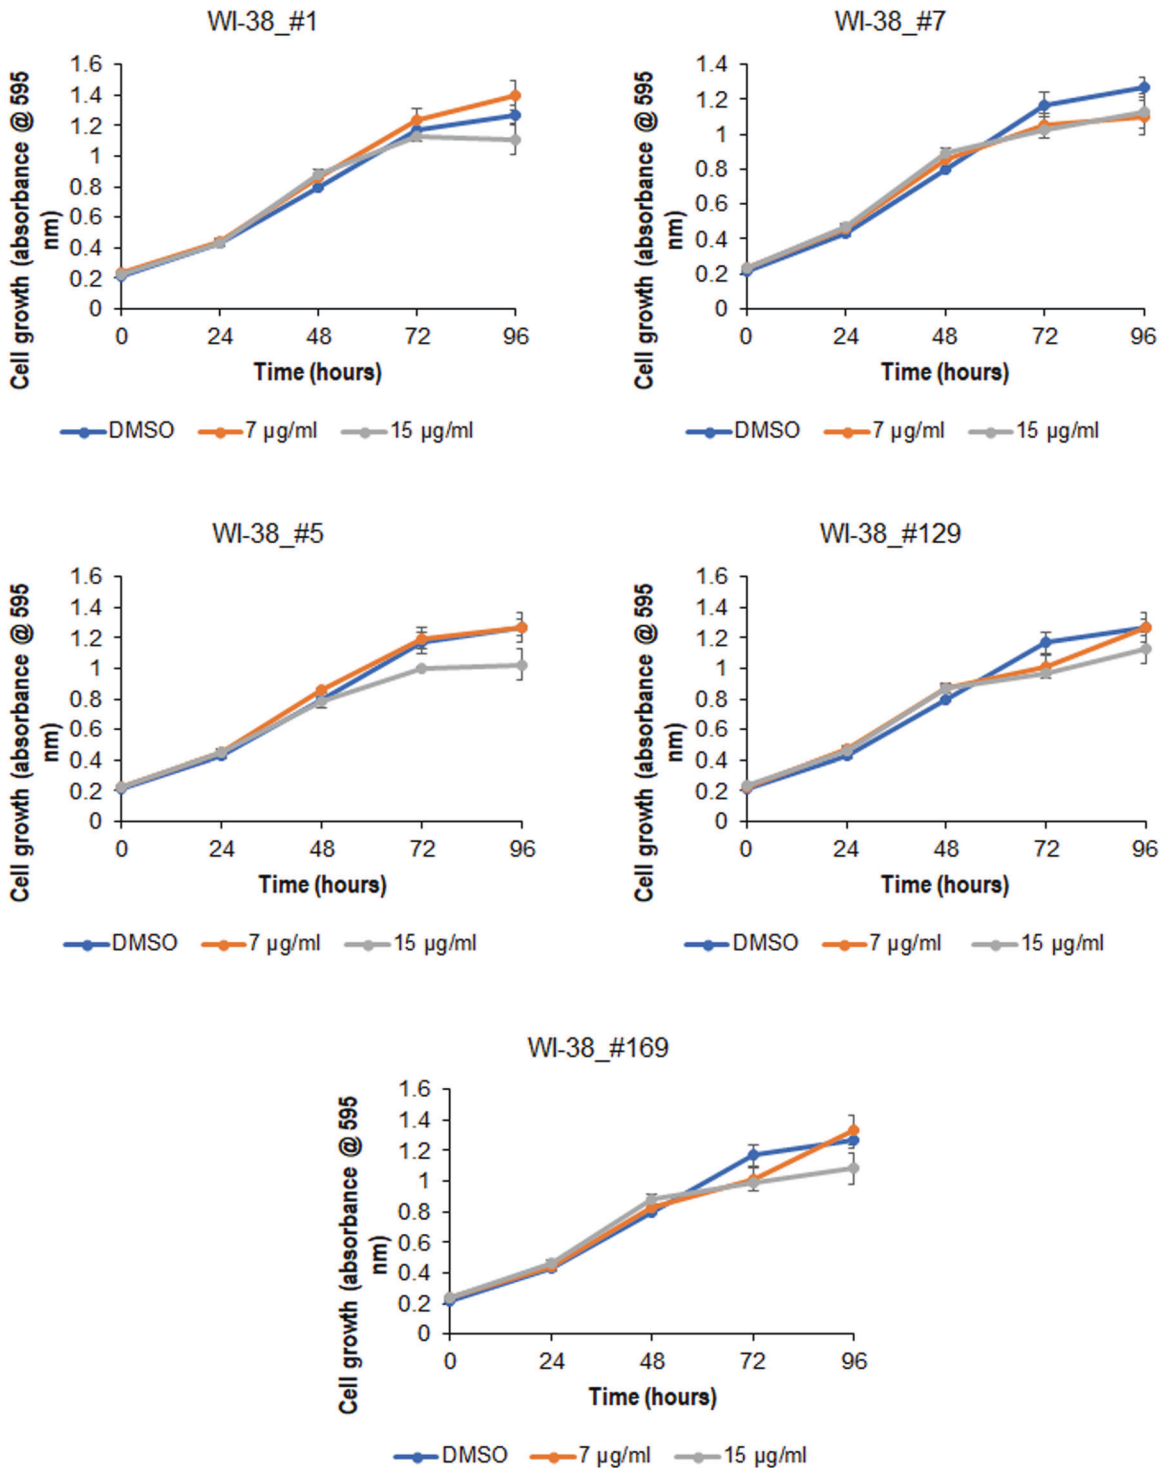 WI-38_#1
Cell growth (absorbance @ 595
nm)
1.6
1.4
1.2
1
0.8
0.6
0.4
0.2
0
0 24 48 72 96
Time (hours)
DMSO 7 µg/ml 15 µg/ml
WI-38_#7
Cell growth (absorbance @ 595
nm)
1.4
1.2
1
0.8
0.6
0.4
0.2
0
0 24 48 72 96
Time (hours)
DMSO 7 µg/ml 15 µg/ml
WI-38_#5
Cell growth (absorbance @ 595
nm)
1.6
1.4
1.2
1
0.8
0.6
0.4
0.2
0
0 24 48 72 96
Time (hours)
DMSO 7 µg/ml 15 µg/ml
WI-38_#129
Cell growth (absorbance @ 595
nm)
1.6
1.4
1.2
1
0.8
0.6
0.4
0.2
0
0 24 48 72 96
Time (hours)
DMSO 7 µg/ml 15 µg/ml
WI-38_#169
Cell growth (absorbance @ 595
nm)
1.6
1.4
1.2
1
0.8
0.6
0.4
0.2
0
0 24 48 72 96
Time (hours)
DMSO 7 µg/ml 15 µg/ml